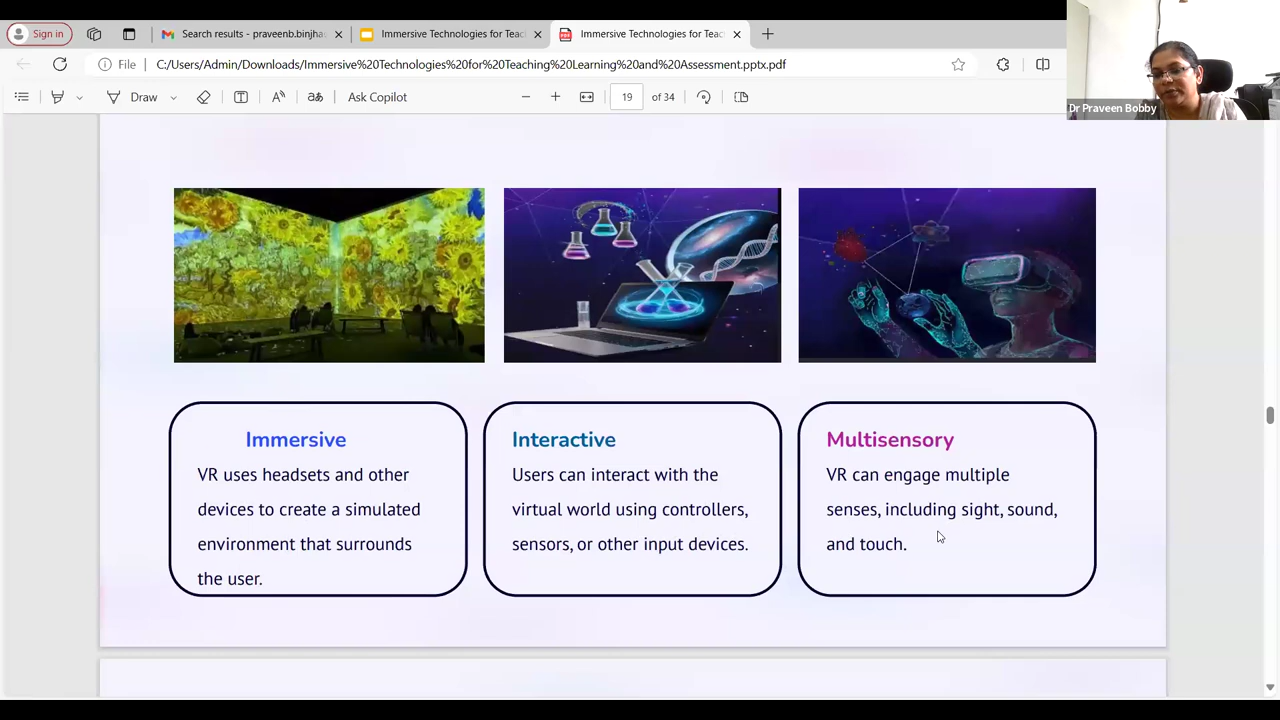 Sign in
Search results - praveenb.binjha
Immersive Technologies for Teac
Immersive Technologies for Teac
File
C:/Users/Admin/Downloads/Immersive%20Technologies%20for%20Teaching%20Learning%20and%20Assessment.pptx.pdf
Draw
Ask Copilot
19 of 34
Dr Praveen Bobby
Immersive
VR uses headsets and other
devices to create a simulated
environment that surrounds
the user.
Interactive
Users can interact with the
virtual world using controllers,
sensors, or other input devices.
Multisensory
VR can engage multiple
senses, including sight, sound,
and touch.